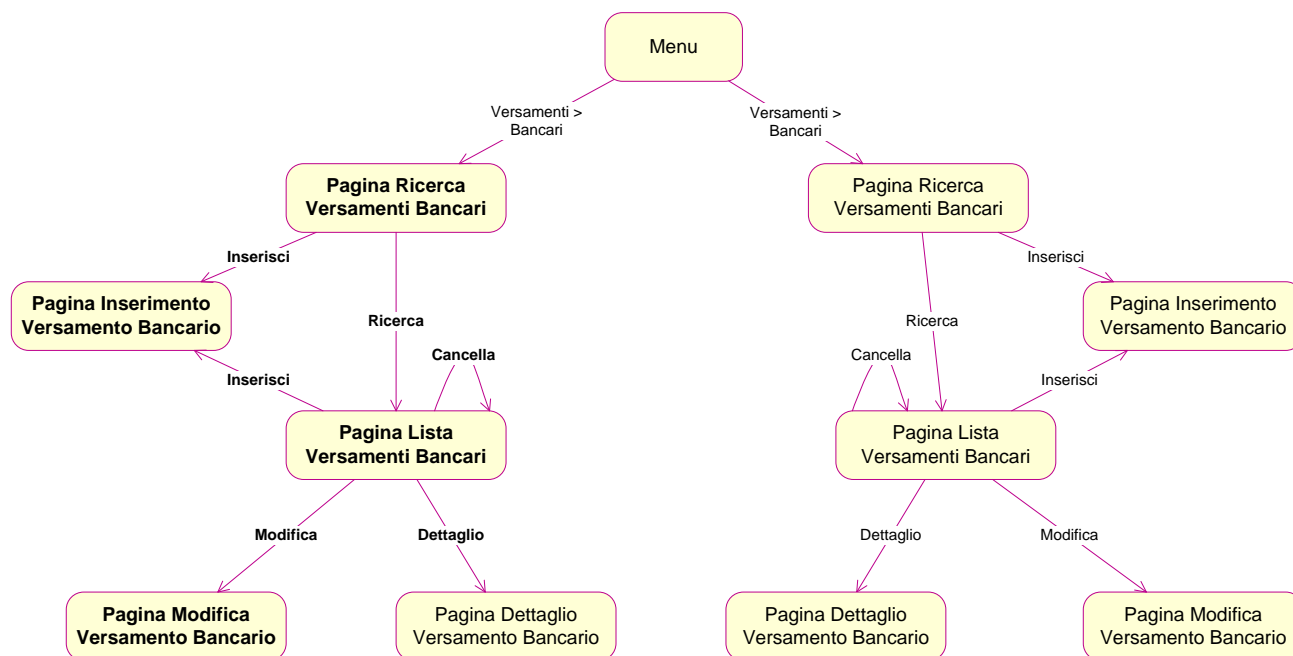 Menu
Versamenti >
Bancari
Versamenti >
Bancari
Pagina Ricerca
Versamenti Bancari
Pagina Ricerca
Versamenti Bancari
Inserisci
Inserisci
Pagina Inserimento
Versamento Bancario
Pagina Inserimento
Versamento Bancario
Ricerca
Ricerca
Cancella
Cancella
Inserisci
Inserisci
Pagina Lista
Versamenti Bancari
Pagina Lista
Versamenti Bancari
Modifica
Dettaglio
Dettaglio
Modifica
Pagina Modifica
Versamento Bancario
Pagina Dettaglio
Versamento Bancario
Pagina Dettaglio
Versamento Bancario
Pagina Modifica
Versamento Bancario